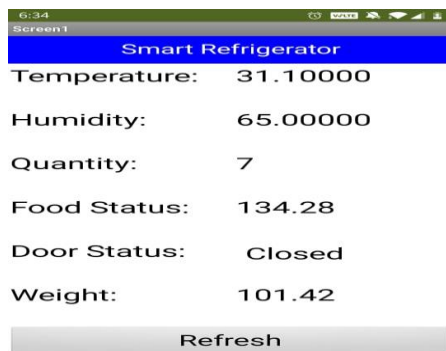 6:34
VoLTE
Screen1
Smart Refrigerator
Temperature: 31.10000
Humidity: 65.00000
Quantity: 7
Food Status: 134.28
Door Status: Closed
Weight: 101.42
Refresh